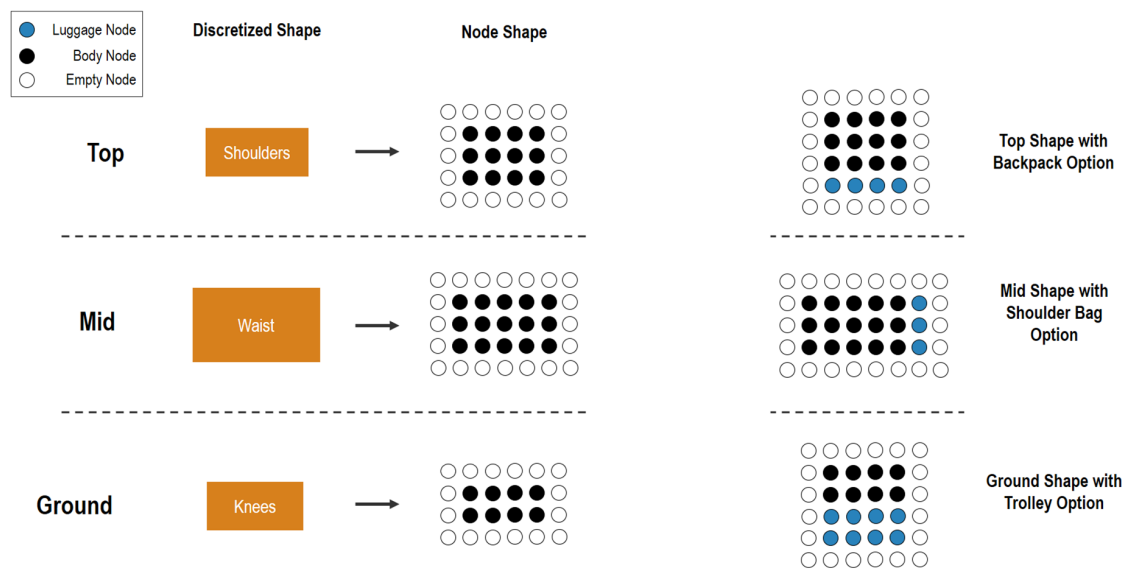 Luggage Node
Body Node
Empty Node
Discretized Shape
Node Shape
Top
Shoulders
Top Shape with
Backpack Option
Mid
Waist
Mid Shape with
Shoulder Bag
Option
Ground
Knees
Ground Shape with
Trolley Option